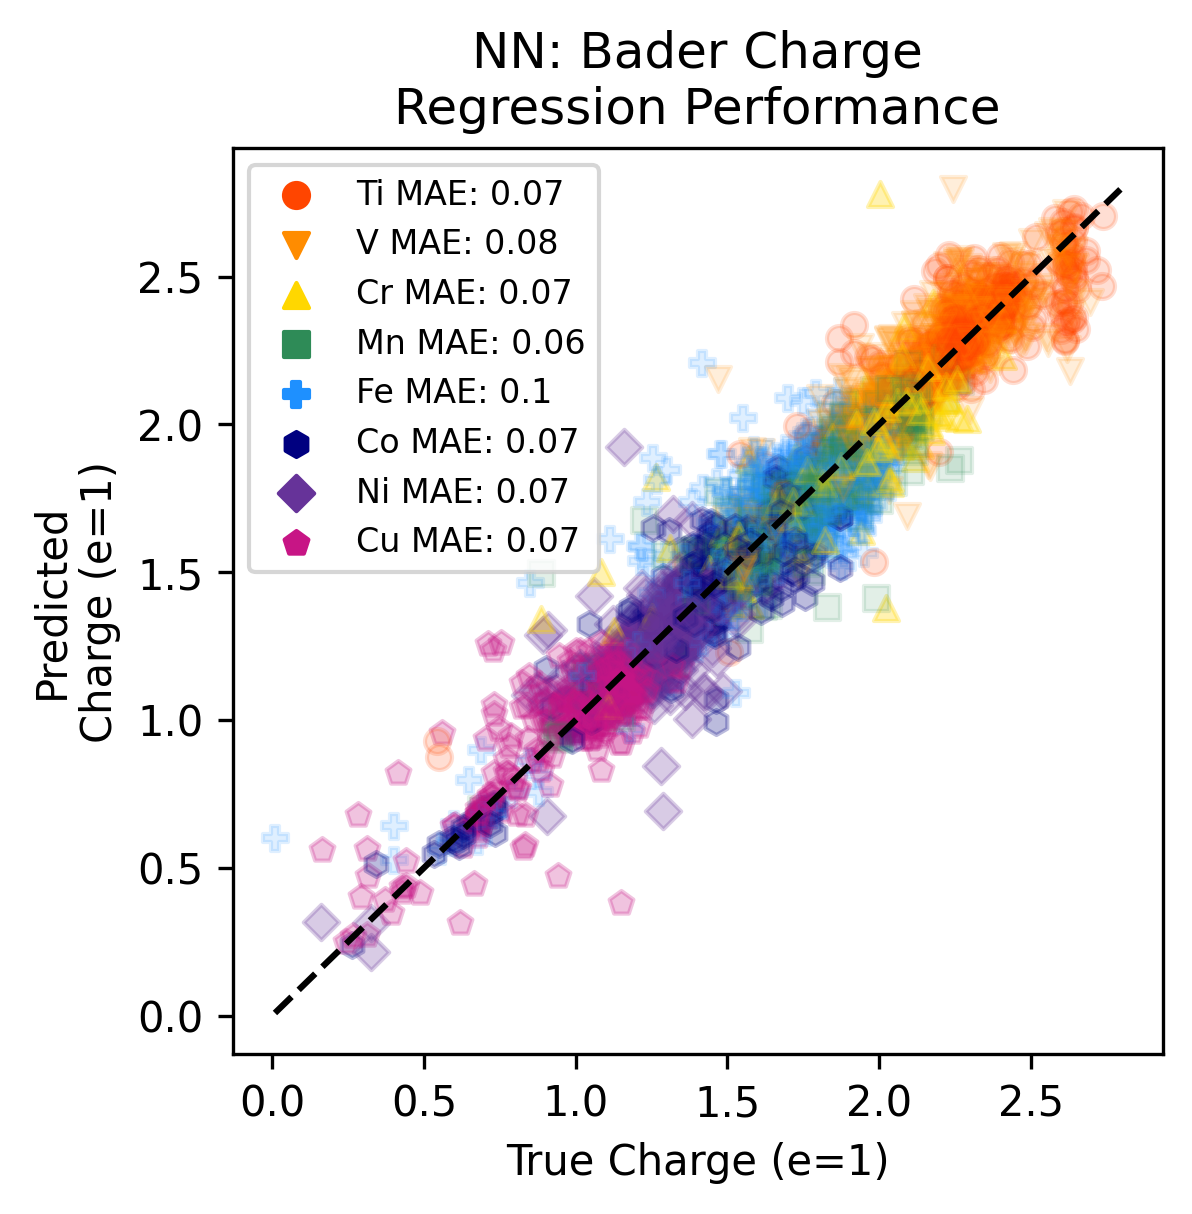 NN: Bader Charge
Regression Performance
Ti MAE: 0.07
V MAE: 0.08
Cr MAE: 0.07
Mn MAE: 0.06
Fe MAE: 0.1
Co MAE: 0.07
Ni MAE: 0.07
Cu MAE: 0.07
Predicted
Charge (e=1)
2.5
2.0
1.5
1.0
0.5
0.0
0.0 0.5 1.0 1.5 2.0 2.5
True Charge (e=1)